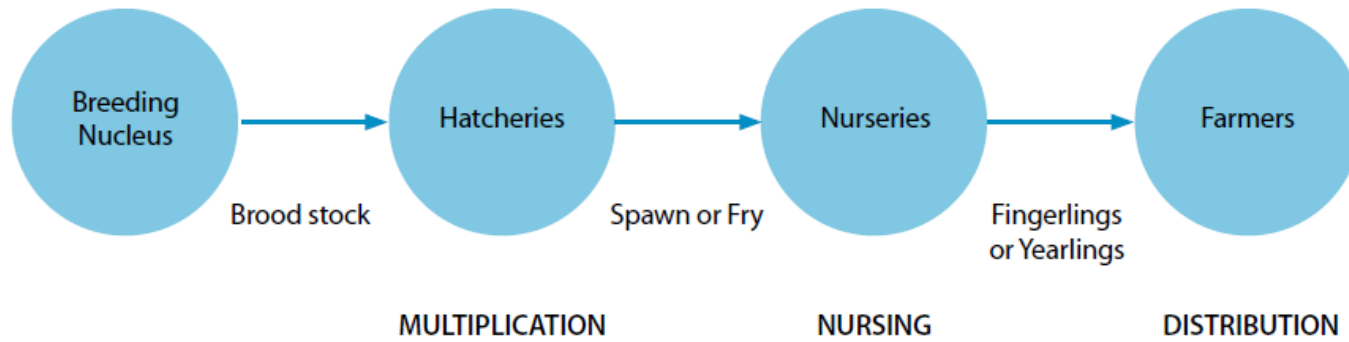 Breeding
Nucleus
Hatcheries
Nurseries
Farmers
Brood stock
Spawn or Fry
Fingerlings
or Yearlings
MULTIPLICATION
NURSING
DISTRIBUTION